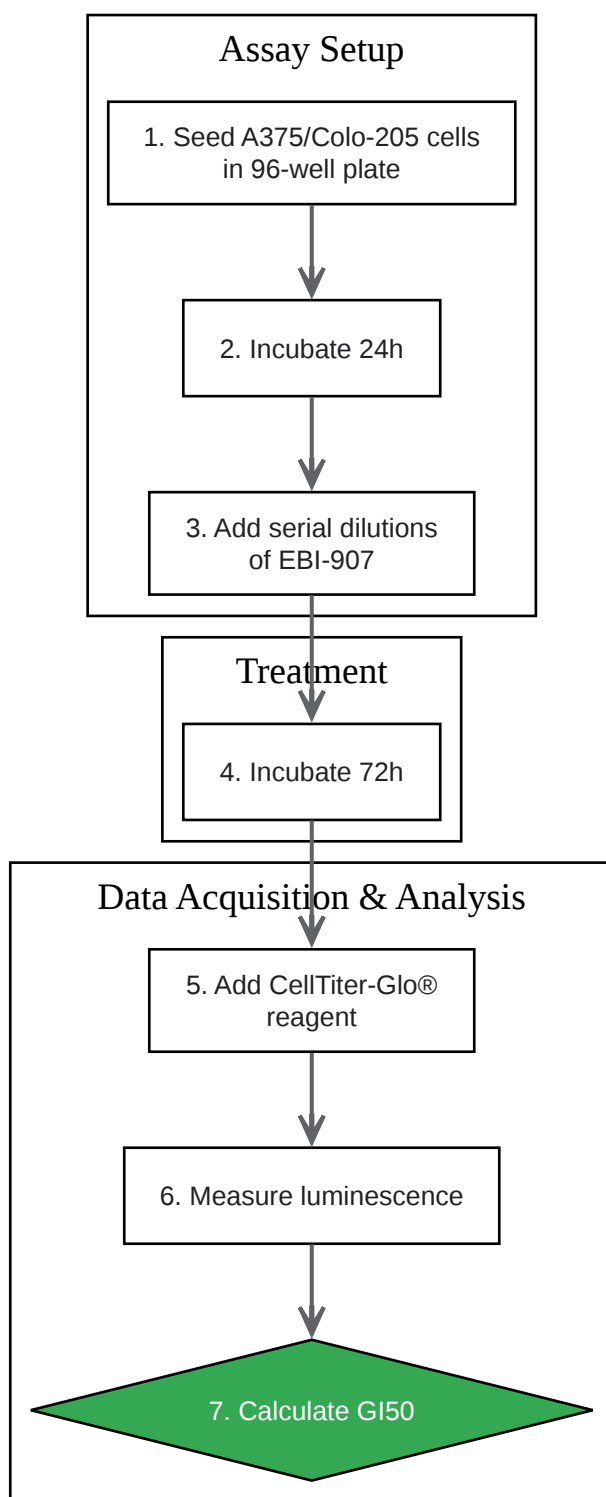 Assay Setup
1. Seed A375/Colo-205 cells
in 96-well plate
2. Incubate 24h
3. Add serial dilutions
of EBI-907
Treatment
4. Incubate 72h
Data Acquisition & Analysis
5. Add CellTiter-Glo®
reagent
6. Measure luminescence
7. Calculate GI50